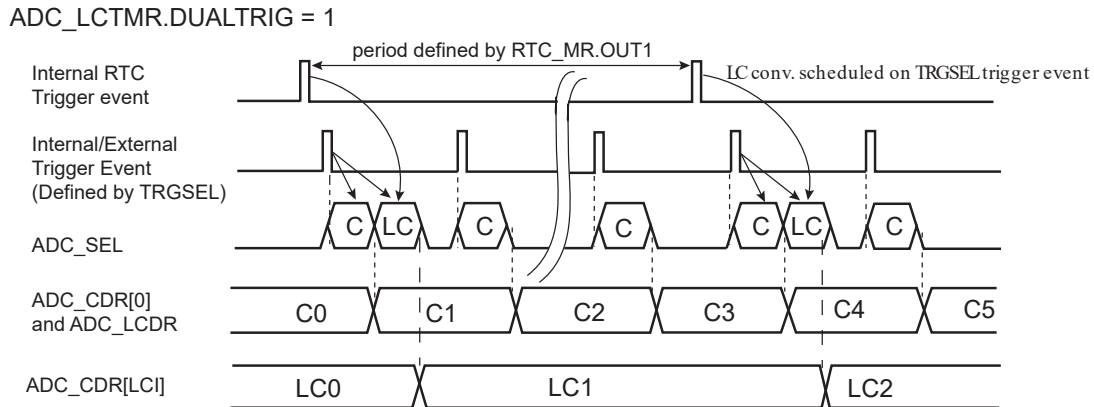 ADC_LCTMR.DUALTRIG = 1
period defined by RTC_MR.OUT1
Internal RTC
Trigger event
LC conv. scheduled on TRGSEL trigger event
Internal/External
Trigger Event
(Defined by TRGSEL)
ADC_SEL
C LC C C C LC C
ADC_CDR[0]
and ADC_LCDR
C0 C1 C2 C3 C4 C5
ADC_CDR[LCI]
LC0 LC1 LC2